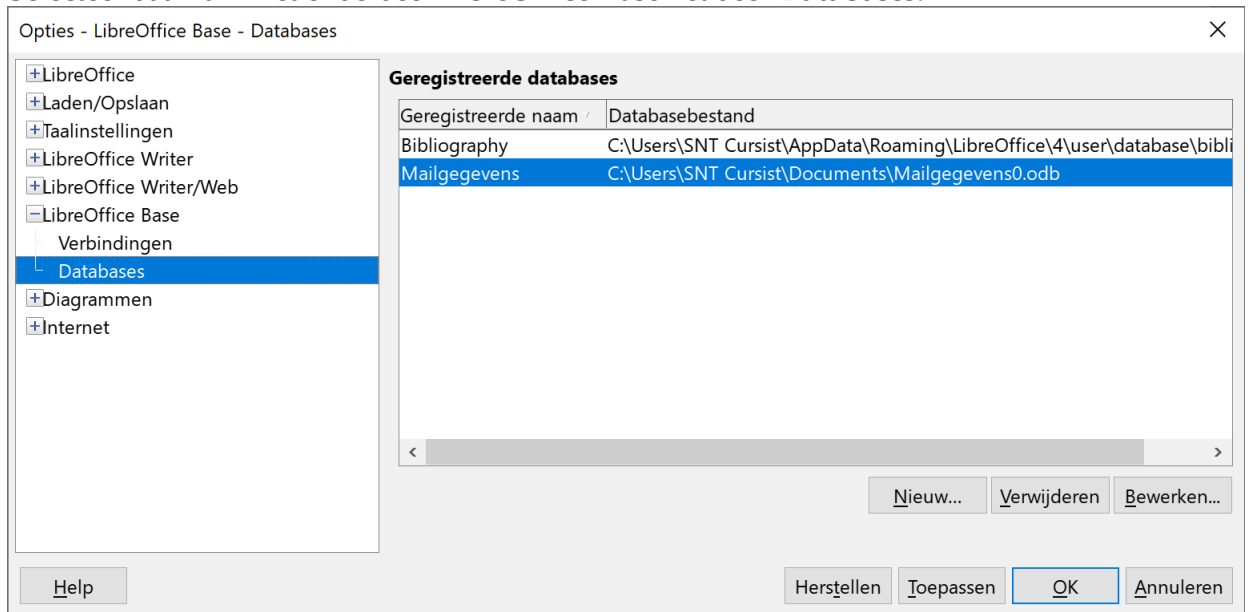 Opties - LibreOffice Base - Databases
LibreOffice
Laden/Opslaan
Taalinstellingen
LibreOffice Writer
LibreOffice Writer/Web
LibreOffice Base
Verbindingen
Databases
Diagrammen
Internet
Geregistreerde databases
Geregistreerde naam Databasebestand
Bibliography C:\Users\SNT Cursist\AppData\Roaming\LibreOffice\4\user\database\bibli
Mailgegevens C:\Users\SNT Cursist\Documents\Mailgegevens0.odb
Nieuw... Verwijderen Bewerken...
Help Herstellen Toepassen OK Annuleren